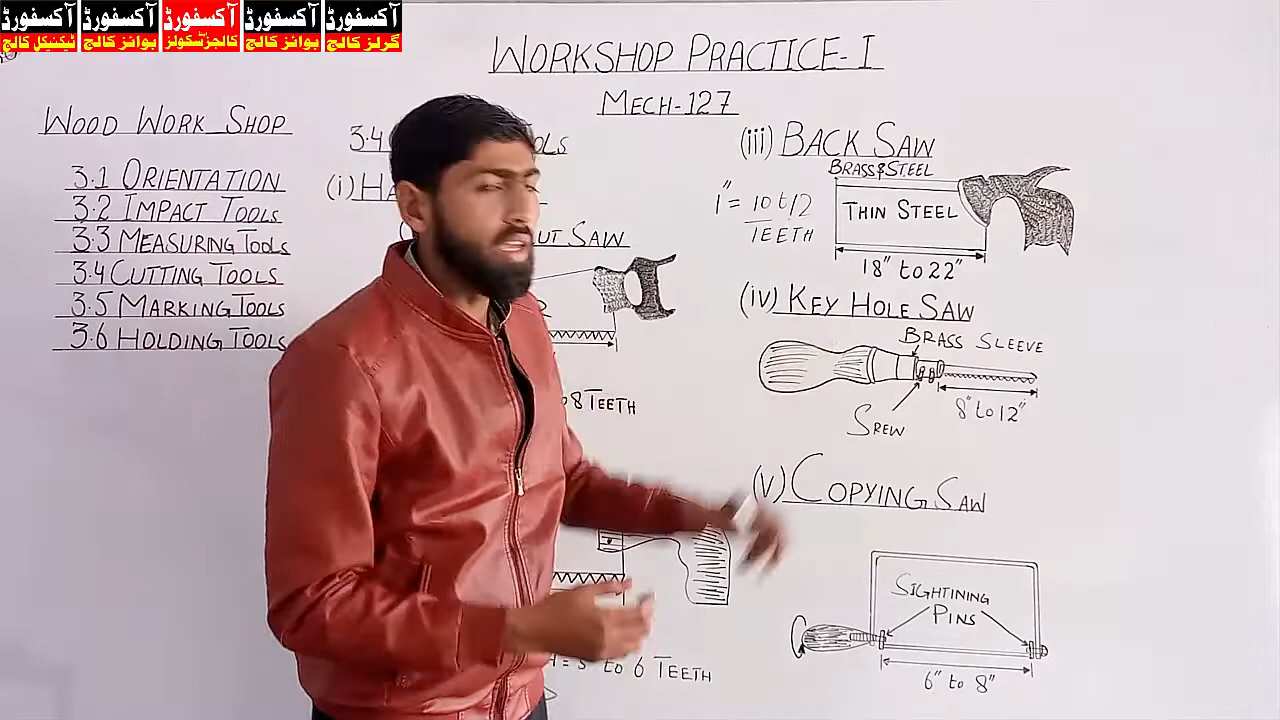 آکسفورڈ آکسفورڈ آکسفورڈ آکسفورڈ آکسفورڈ
ٹیکنیکل کالج بوائز کالج کالجز سکولز بوائز کالج گرلز کالج
WORKSHOP PRACTICE-I
MECH-127
WOOD WORK SHOP
3.1 ORIENTATION
3.2 IMPACT TOOLS
3.3 MEASURING TOOLS
3.4 CUTTING TOOLS
3.5 MARKING TOOLS
3.6 HOLDING TOOLS
3.4
(i)
SAW
8 TEETH
5 to 6 TEETH
(iii) BACK SAW
BRASS & STEEL
1" = 10 to 12
TEETH
THIN STEEL
18" to 22"
(iv) KEY HOLE SAW
BRASS SLEEVE
SREW
8" to 12"
(v) COPYING SAW
SIGHTINING
PINS
6" to 8"